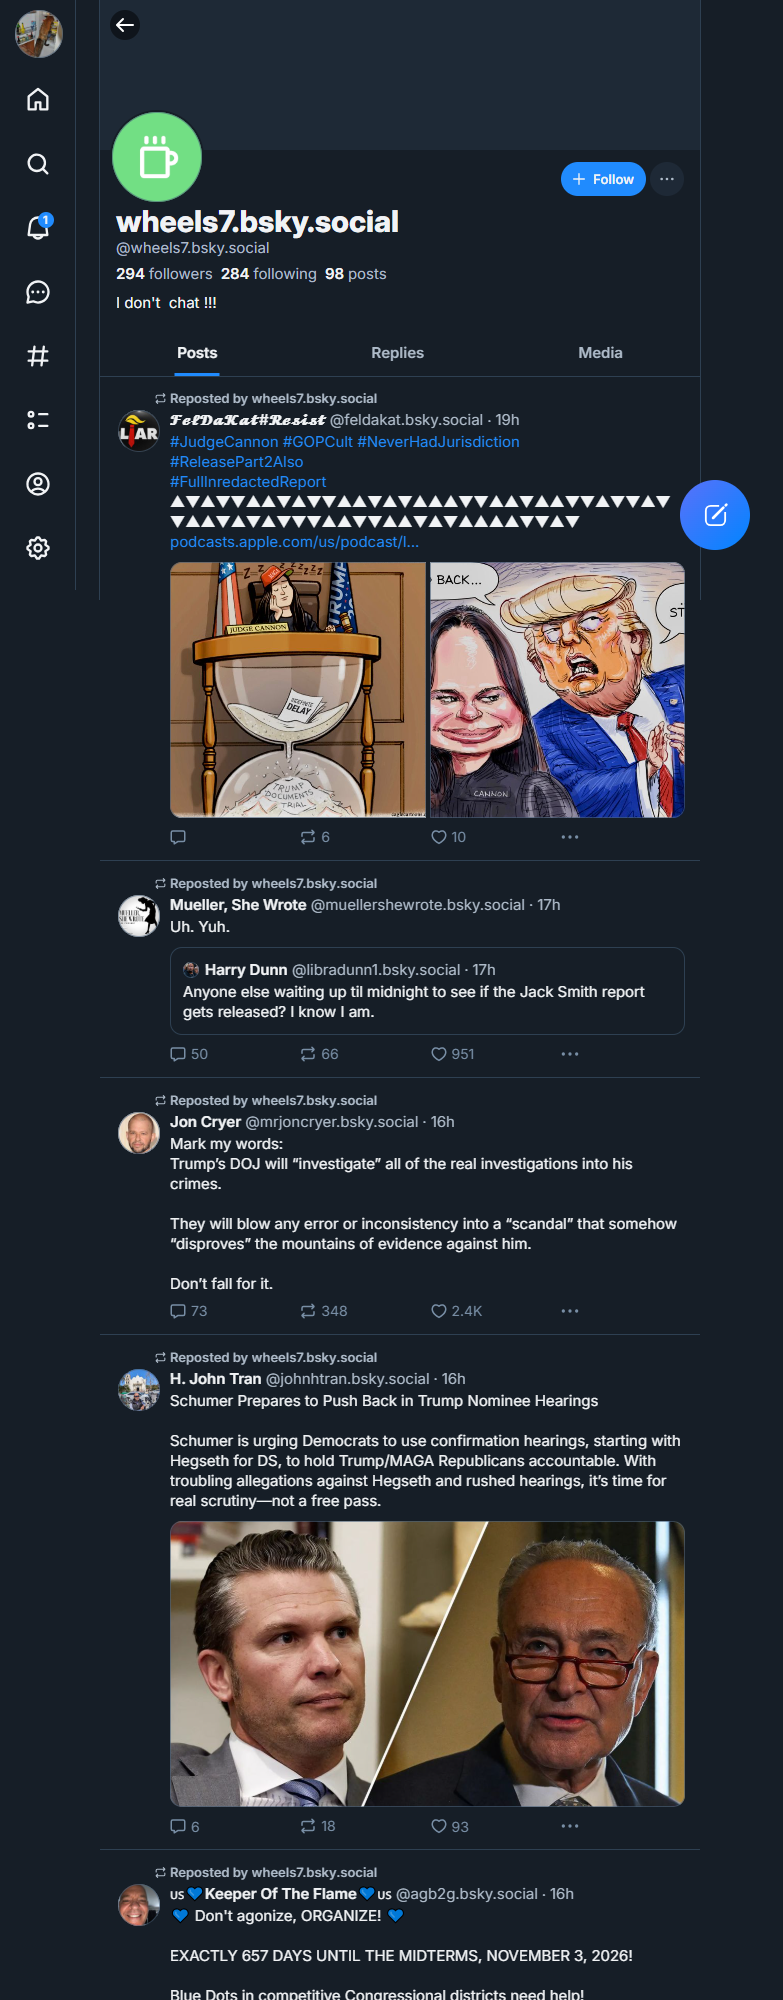 1
+ Follow
wheels7.bsky.social
@wheels7.bsky.social
294 followers 284 following 98 posts
I don't chat !!!
Posts
Replies
Media
Reposted by wheels7.bsky.social
𝓕𝓮𝓵𝓓𝓪𝓚𝓪𝓽#𝓡𝓮𝓼𝓲𝓼𝓽 @feldakat.bsky.social · 19h
#JudgeCannon #GOPCult #NeverHadJurisdiction
#ReleasePart2Also
#FullInredactedReport
podcasts.apple.com/us/podcast/l...
LIAR
MAGA
TRUMP
JUDGE CANNON
DELAY
TRUMP
DOCUMENTS
TRIAL
BACK...
ST
CANNON
6
10
Reposted by wheels7.bsky.social
Mueller, She Wrote @muellershewrote.bsky.social · 17h
MUELLER,
SHE WROTE
Uh. Yuh.
Harry Dunn @libradunn1.bsky.social · 17h
Anyone else waiting up til midnight to see if the Jack Smith report
gets released? I know I am.
50
66
951
Reposted by wheels7.bsky.social
Jon Cryer @mrjoncryer.bsky.social · 16h
Mark my words:
Trump’s DOJ will “investigate” all of the real investigations into his
crimes.
They will blow any error or inconsistency into a “scandal” that somehow
“disproves” the mountains of evidence against him.
Don’t fall for it.
73
348
2.4K
Reposted by wheels7.bsky.social
H. John Tran @johnhtran.bsky.social · 16h
Schumer Prepares to Push Back in Trump Nominee Hearings
Schumer is urging Democrats to use confirmation hearings, starting with
Hegseth for DS, to hold Trump/MAGA Republicans accountable. With
troubling allegations against Hegseth and rushed hearings, it’s time for
real scrutiny—not a free pass.
6
18
93
Reposted by wheels7.bsky.social
us💙Keeper Of The Flame💙us @agb2g.bsky.social · 16h
💙 Don't agonize, ORGANIZE! 💙
EXACTLY 657 DAYS UNTIL THE MIDTERMS, NOVEMBER 3, 2026!
Blue Dots in competitive Congressional districts need help!